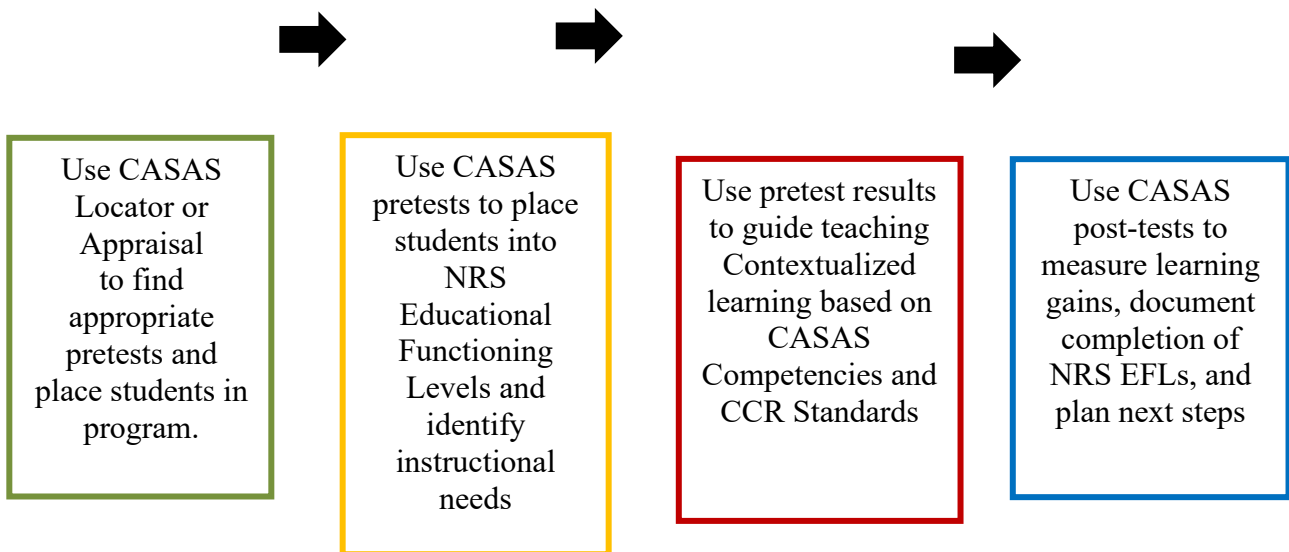 Use CASAS
Locator or
Appraisal
to find
appropriate
pretests and
place students in
program.
Use CASAS
pretests to place
students into
NRS
Educational
Functioning
Levels and
identify
instructional
needs
Use pretest results
to guide teaching
Contextualized
learning based on
CASAS
Competencies and
CCR Standards
Use CASAS
post-tests to
measure learning
gains, document
completion of
NRS EFLs, and
plan next steps